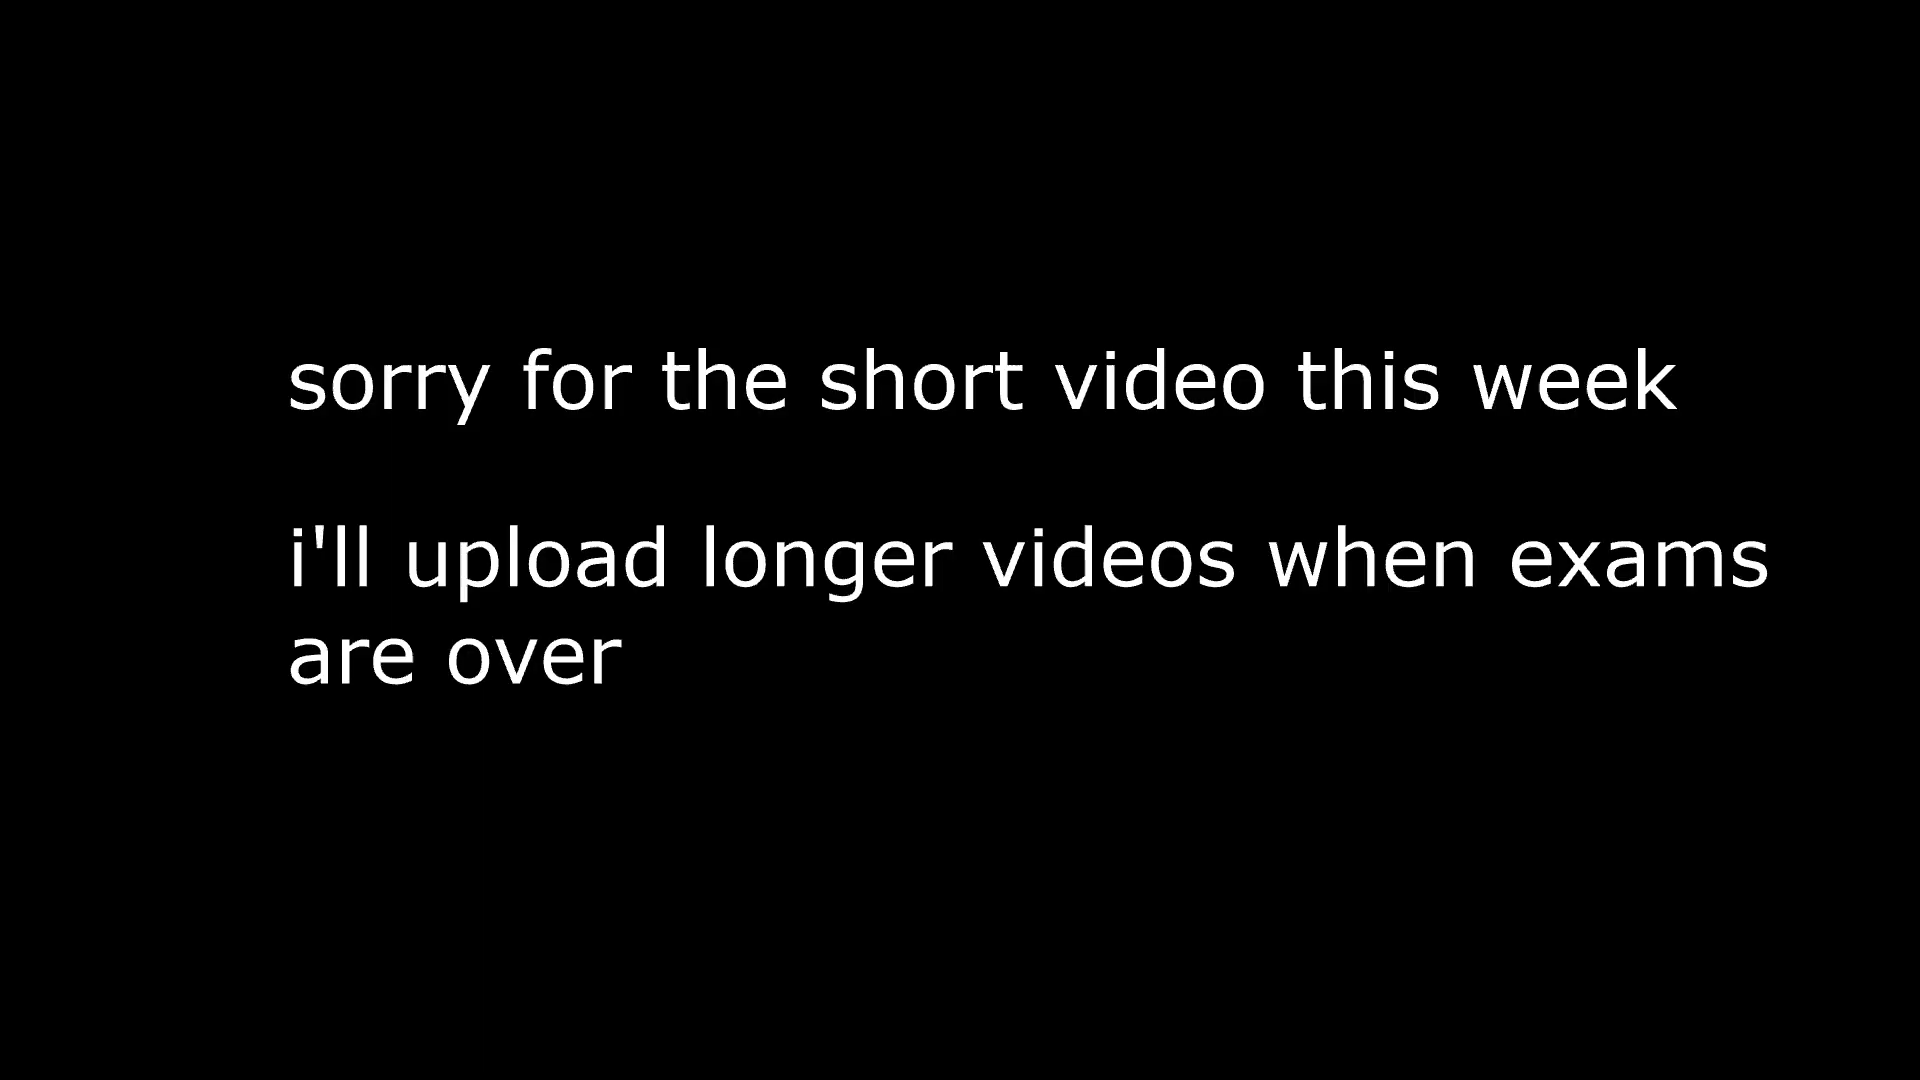 sorry for the short video this week
i'll upload longer videos when exams
are over